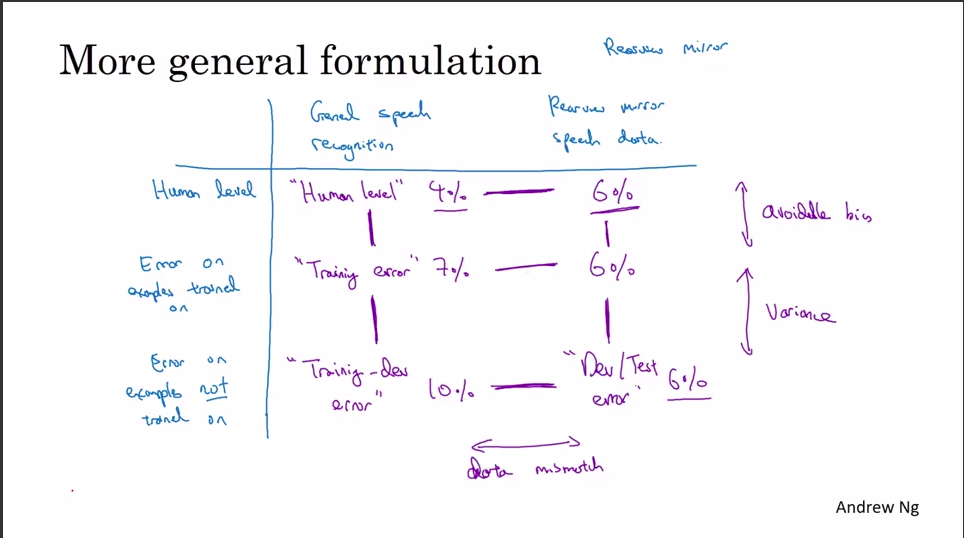 More general formulation
Rearview mirror
General speech
recognition
Rearview mirror
speech data.
Human level
"Human level" 4%
6%
avoidable bias
Error on
examples trained
on
"Training error" 7%
6%
Variance
Error on
examples not
trained on
"Training-dev
error"
10%
"Dev/Test
error"
6%
data mismatch
Andrew Ng